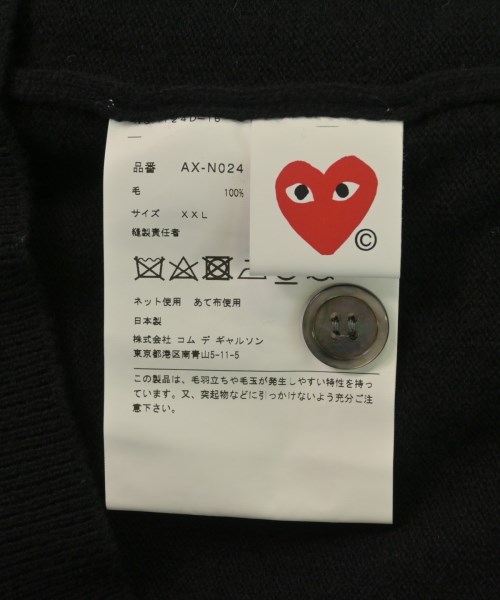 品番 AX-N024
毛 100%
サイズ XXL
縫製責任者
©
ネット使用 あて布使用
日本製
株式会社 コム デ ギャルソン
東京都港区南青山5-11-5
この製品は、毛羽立ちや毛玉が発生しやすい特性を持っ
ています。又、突起物などに引っかけないよう充分ご注
意下さい。